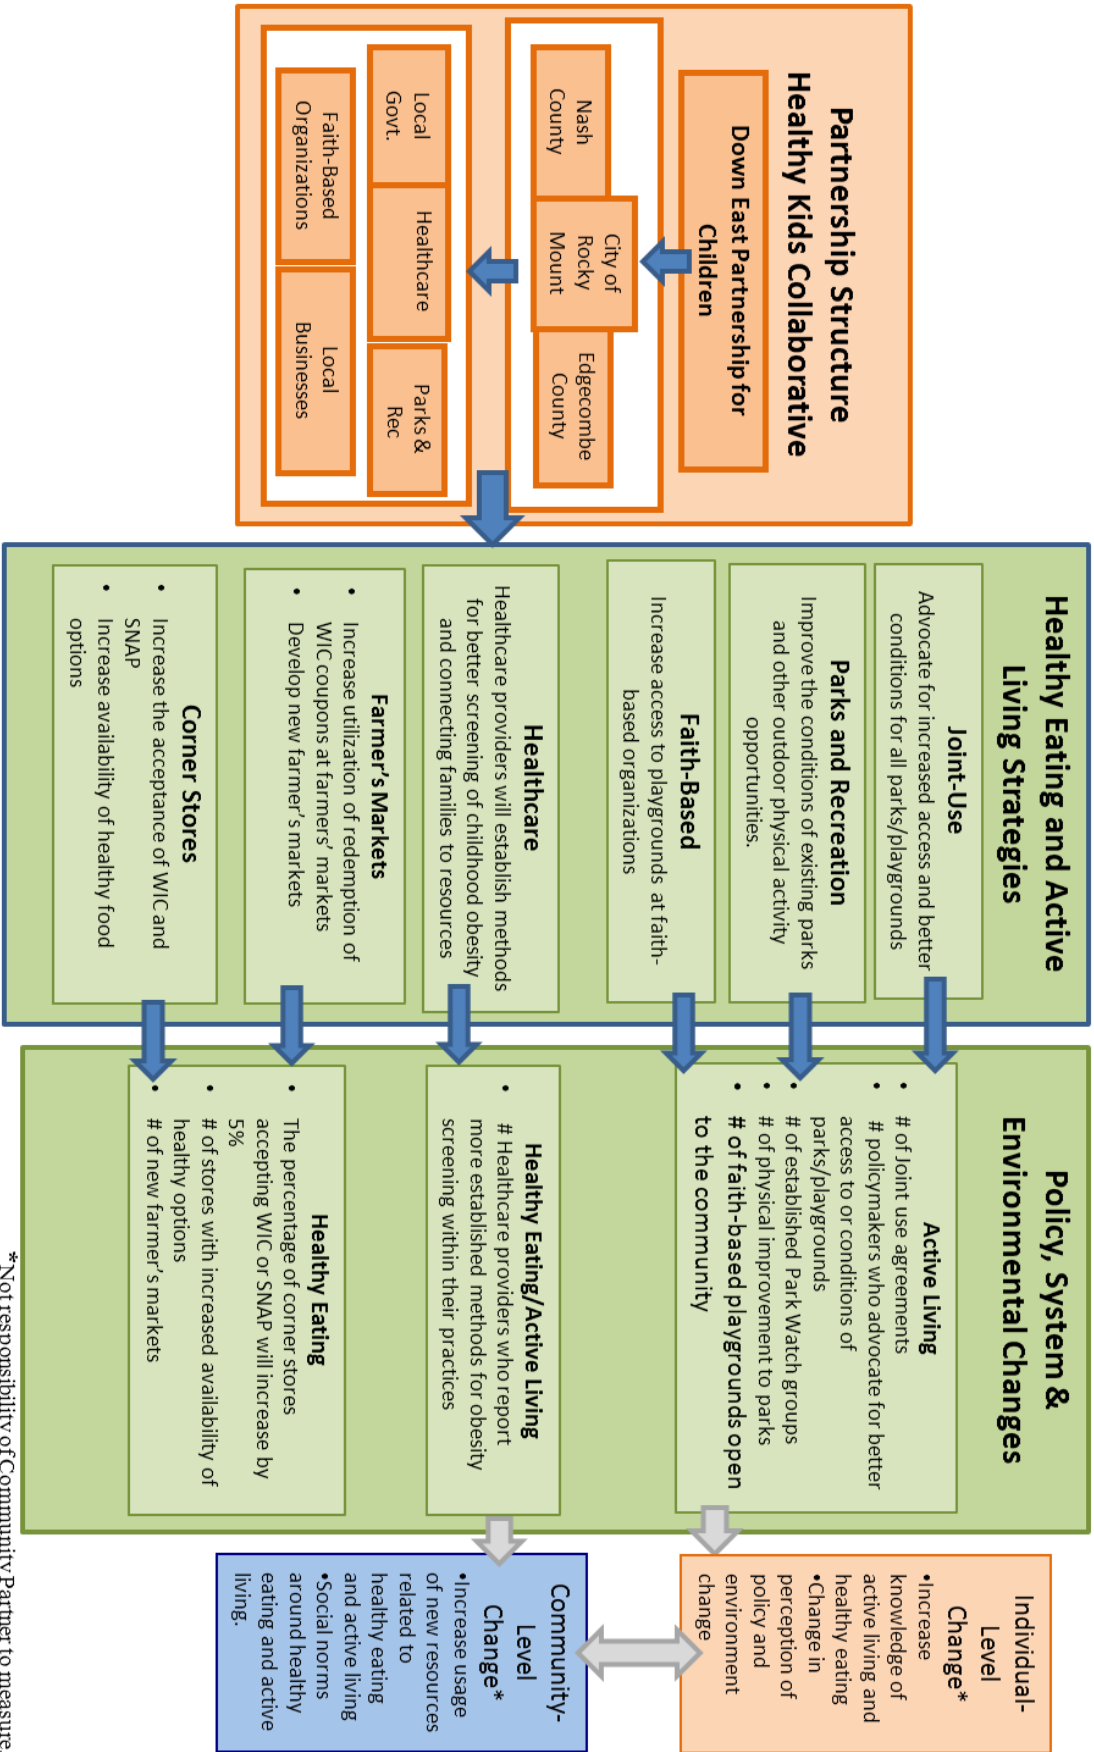 Partnership Structure
Healthy Kids Collaborative
Down East Partnership for
Children
Nash
County
City of
Rocky
Mount
Edgecombe
County
Local
Govt.
Healthcare
Parks &
Rec
Faith-Based
Organizations
Local
Businesses
Healthy Eating and Active
Living Strategies
Joint-Use
Advocate for increased access and better
conditions for all parks/playgrounds
Parks and Recreation
Improve the conditions of existing parks
and other outdoor physical activity
opportunities.
Faith-Based
Increase access to playgrounds at faith-
based organizations
Healthcare
Healthcare providers will establish methods
for better screening of childhood obesity
and connecting families to resources
Farmer's Markets
• Increase utilization of redemption of
WIC coupons at farmers' markets
• Develop new farmer's markets
Corner Stores
• Increase the acceptance of WIC and
SNAP
• Increase availability of healthy food
options
Policy, System &
Environmental Changes
Active Living
• # of Joint use agreements
• # policymakers who advocate for better
access to or conditions of
parks/playgrounds
• # of established Park Watch groups
• # of physical improvement to parks
• # of faith-based playgrounds open
to the community
Healthy Eating/Active Living
• # Healthcare providers who report
more established methods for obesity
screening within their practices
Healthy Eating
• The percentage of corner stores
accepting WIC or SNAP will increase by
5%
• # of stores with increased availability of
healthy options
• # of new farmer's markets
Individual-
Level
Change*
•Increase
knowledge of
active living and
healthy eating
•Change in
perception of
policy and
environment
change
Community-
Level
Change*
•Increase usage
of new resources
related to
healthy eating
and active living
•Social norms
around healthy
eating and active
living.
*Not responsibility of Community Partner to measure.